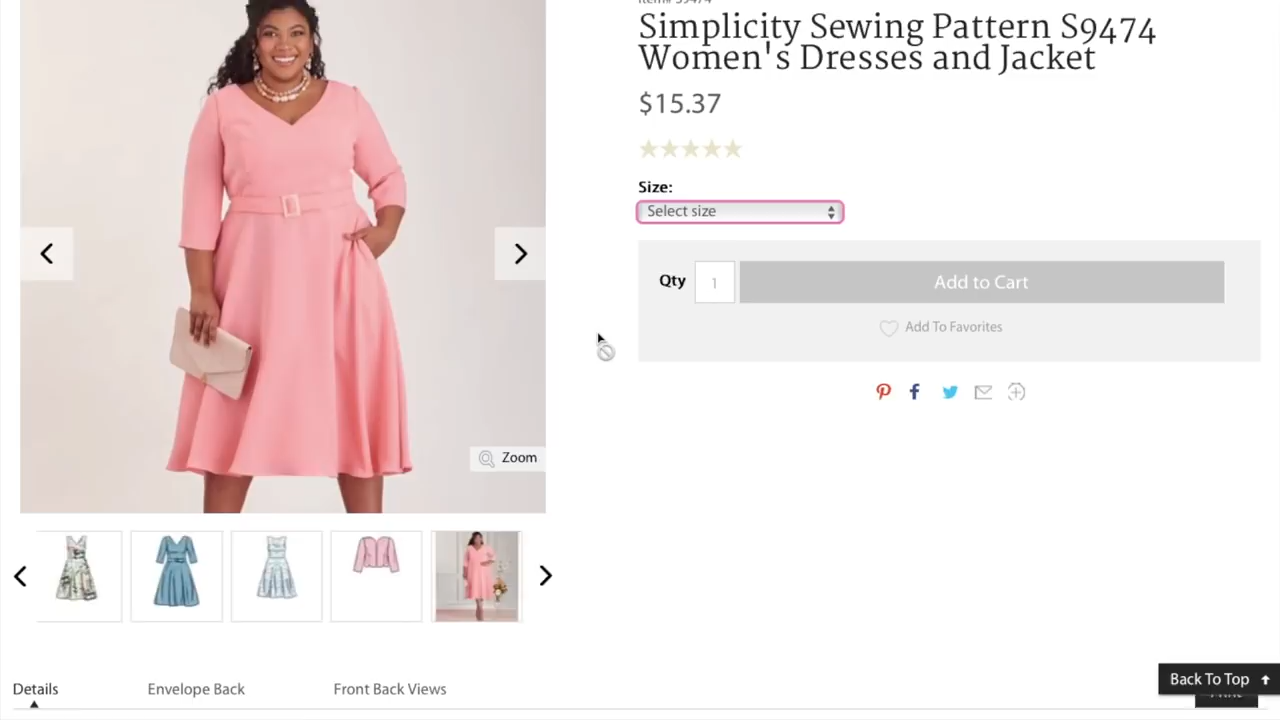 Simplicity Sewing Pattern S9474
Women's Dresses and Jacket
$15.37
Size:
Select size
Qty 1 Add to Cart
Add To Favorites
Zoom
Details Envelope Back Front Back Views
Back To Top